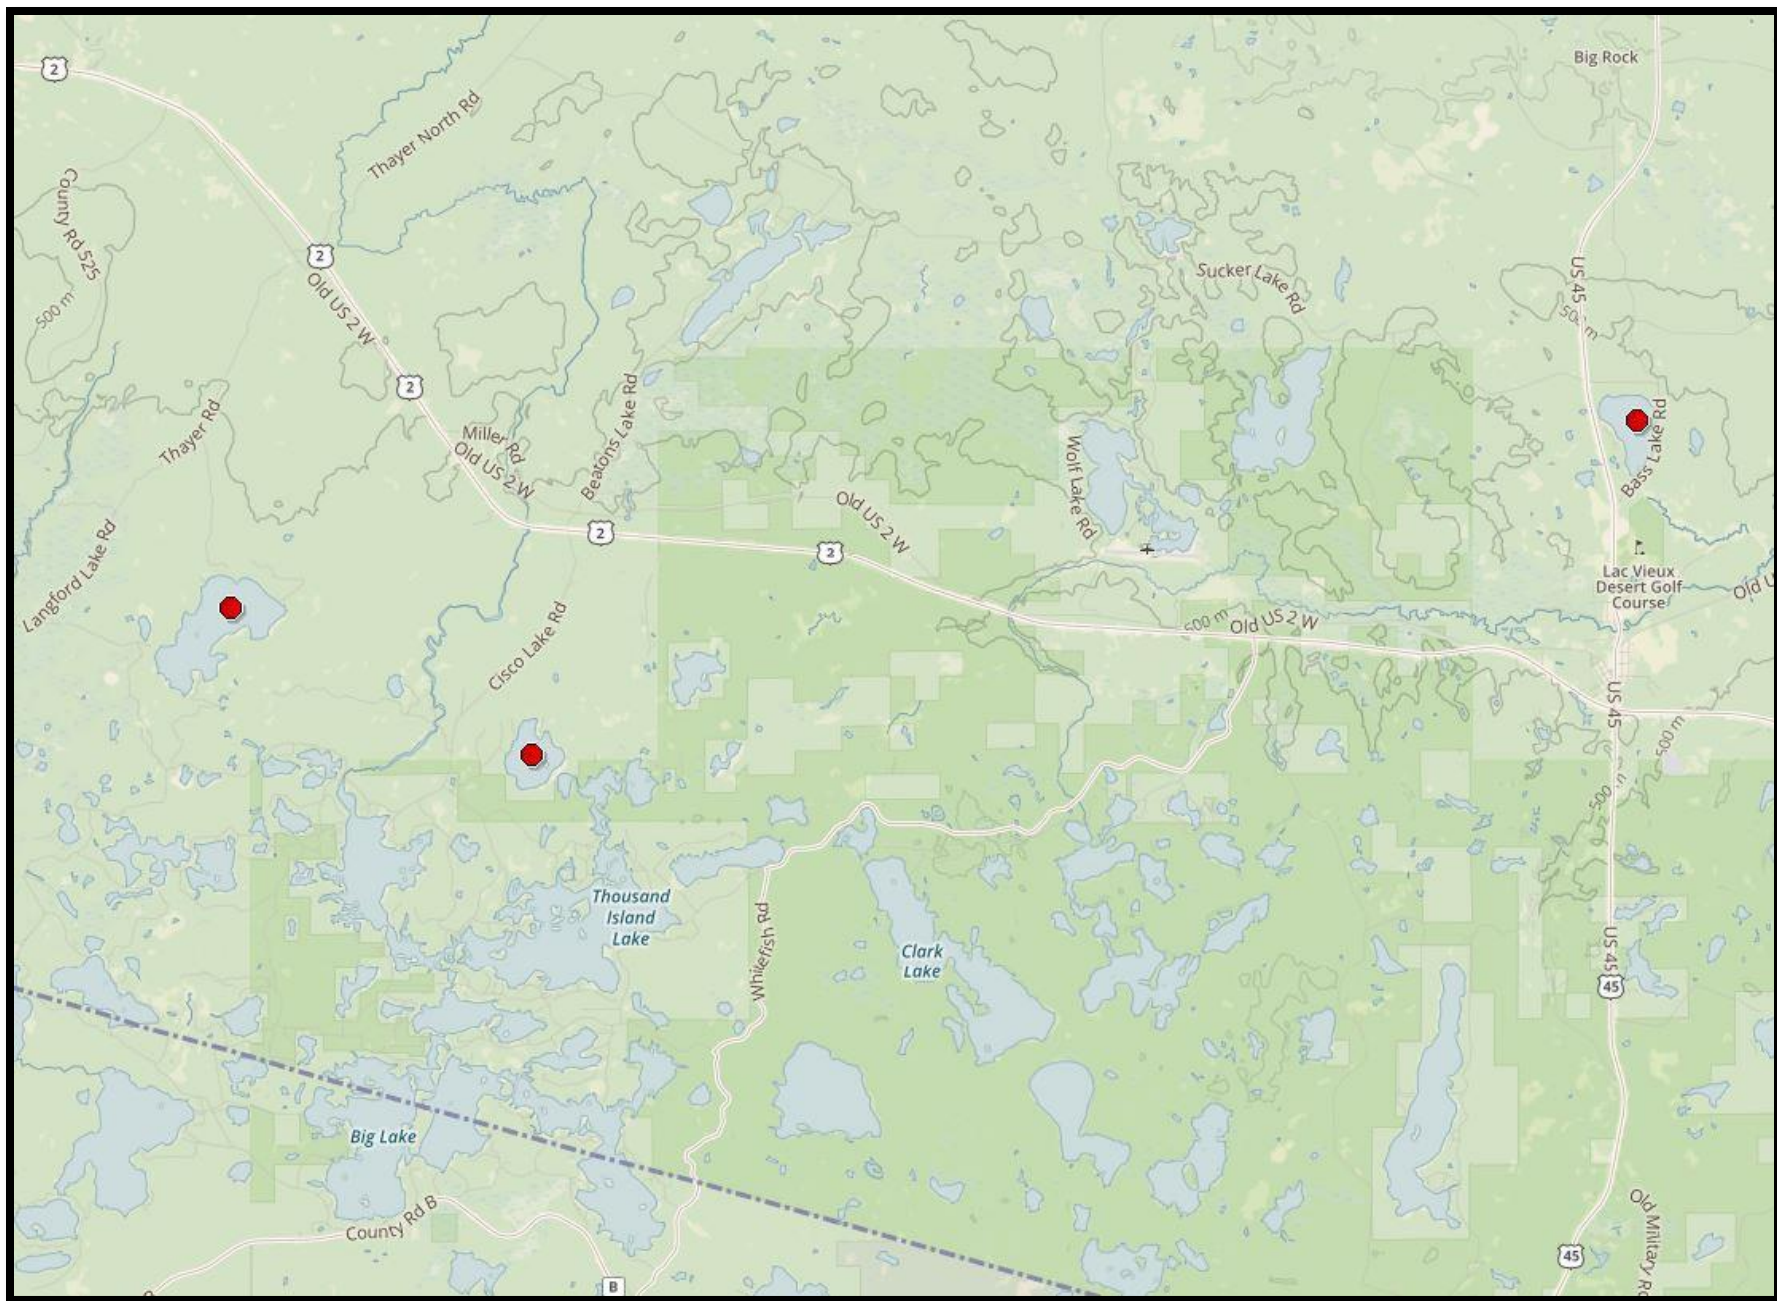 Big Rock
2
Thayer North Rd
County Rd 525
2
US 45
Sucker Lake Rd
Old US 2 W
500 m
500 m
2
Beatons Lake Rd
Thayer Rd
Miller Rd
Old US 2 W
Bass Lake Rd
Wolf Lake Rd
Old US 2 W
2
2
Langford Lake Rd
Lac Vieux
Desert Golf
Course
Old U
500 m
Old US 2 W
Cisco Lake Rd
US 45
500 m
500 m
Thousand
Island
Lake
Whitefish Rd
Clark
Lake
US 45
45
Big Lake
County Rd B
Old Military Rd
45
B